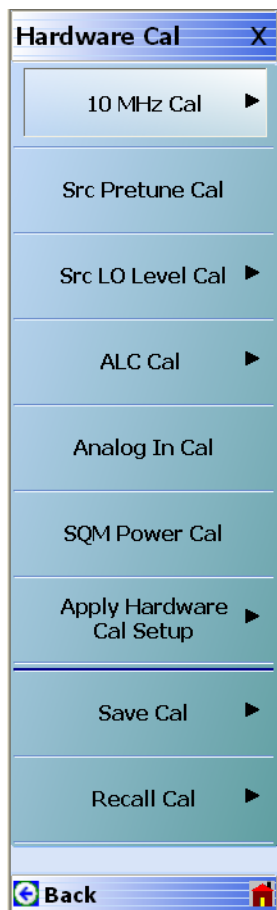 Hardware Cal X
10 MHz Cal
Src Pretune Cal
Src LO Level Cal
ALC Cal
Analog In Cal
SQM Power Cal
Apply Hardware
Cal Setup
Save Cal
Recall Cal
Back